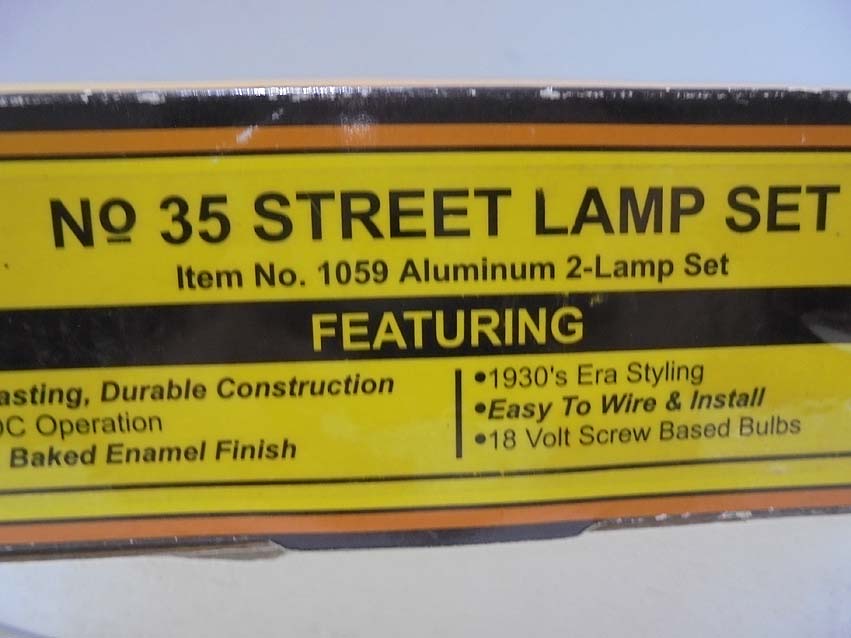 Nº 35 STREET LAMP SET
Item No. 1059 Aluminum 2-Lamp Set
FEATURING
asting, Durable Construction
DC Operation
Baked Enamel Finish
•1930's Era Styling
•Easy To Wire & Install
•18 Volt Screw Based Bulbs